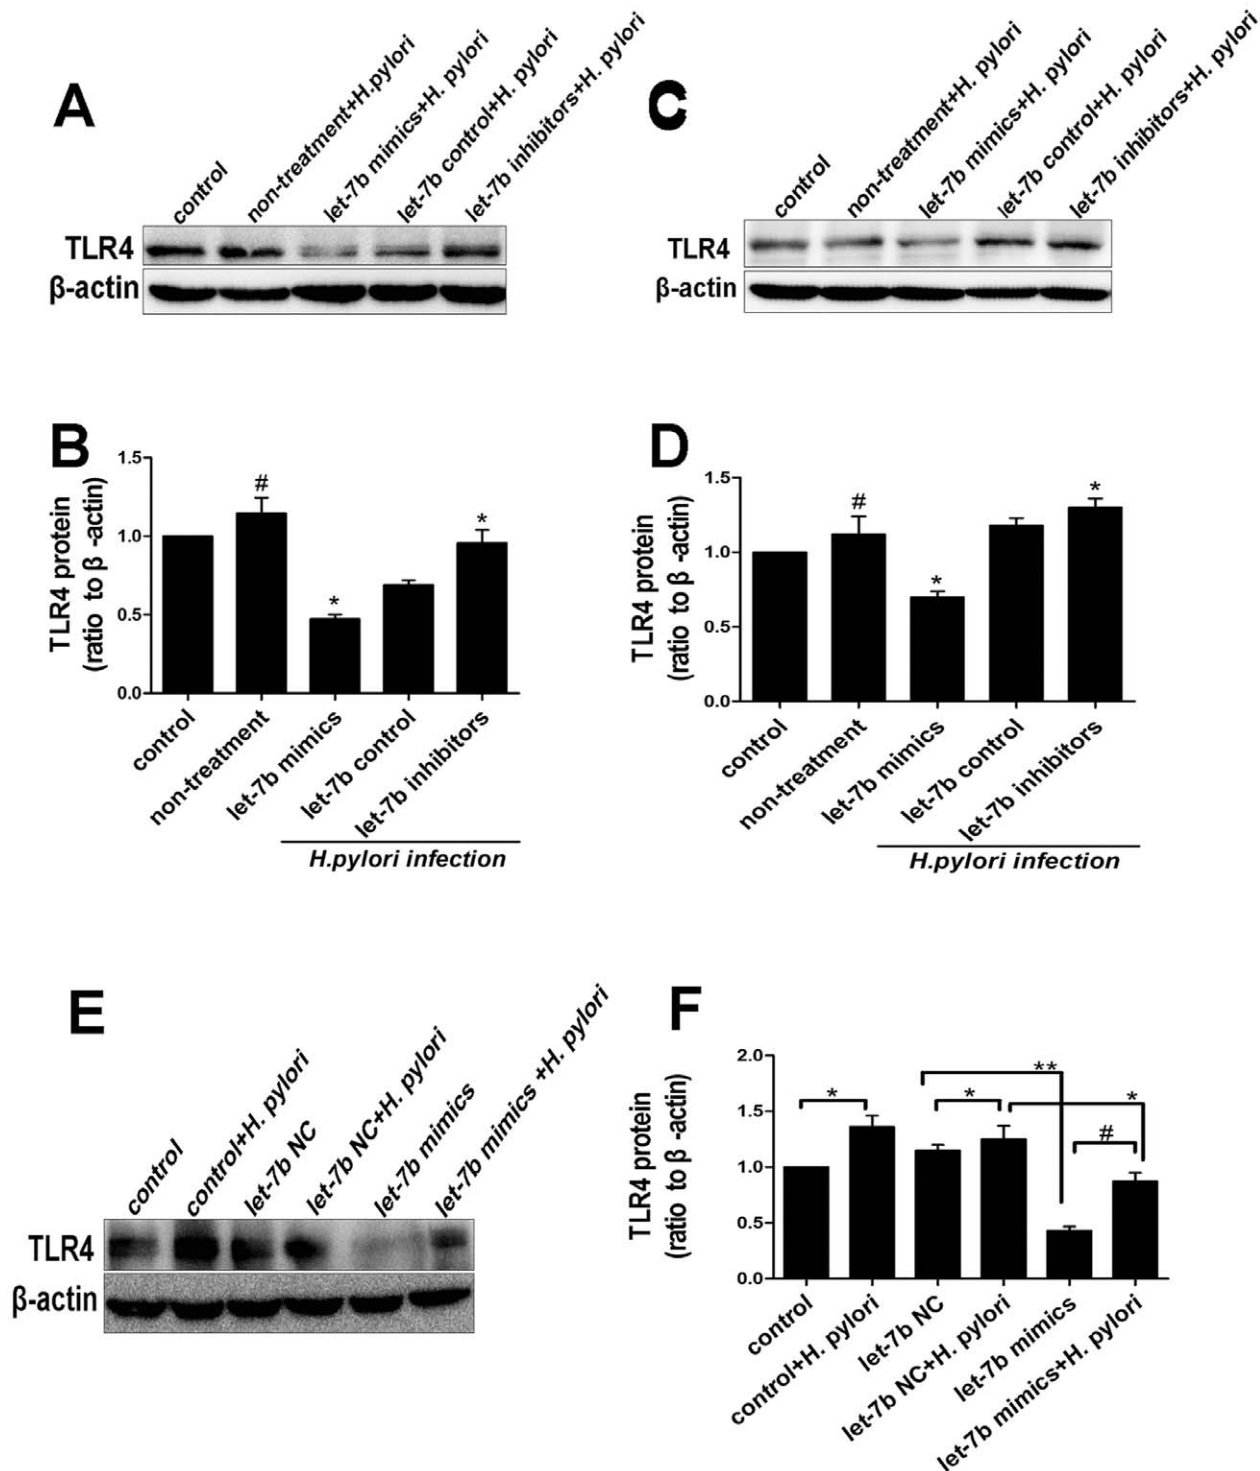 A
control
non-treatment+H.pylori
let-7b mimics+H. pylori
let-7b control+H. pylori
let-7b inhibitors+H. pylori
TLR4
β-actin
C
control
non-treatment+H. pylori
let-7b mimics+H. pylori
let-7b control+H. pylori
let-7b inhibitors+H. pylori
TLR4
β-actin
B
TLR4 protein
(ratio to β -actin)
1.5
1.0
0.5
0.0
#
*
*
control
non-treatment
let-7b mimics
let-7b control
let-7b inhibitors
H.pylori infection
D
TLR4 protein
(ratio to β -actin)
1.5
1.0
0.5
0.0
#
*
*
control
non-treatment
let-7b mimics
let-7b control
let-7b inhibitors
H.pylori infection
E
control
control+H. pylori
let-7b NC
let-7b NC+H. pylori
let-7b mimics
let-7b mimics +H. pylori
TLR4
β-actin
F
TLR4 protein
(ratio to β -actin)
2.0
1.5
1.0
0.5
0.0
*
*
**
*
#
control
control+H. pylori
let-7b NC
let-7b NC+H. pylori
let-7b mimics
let-7b mimics+H. pylori